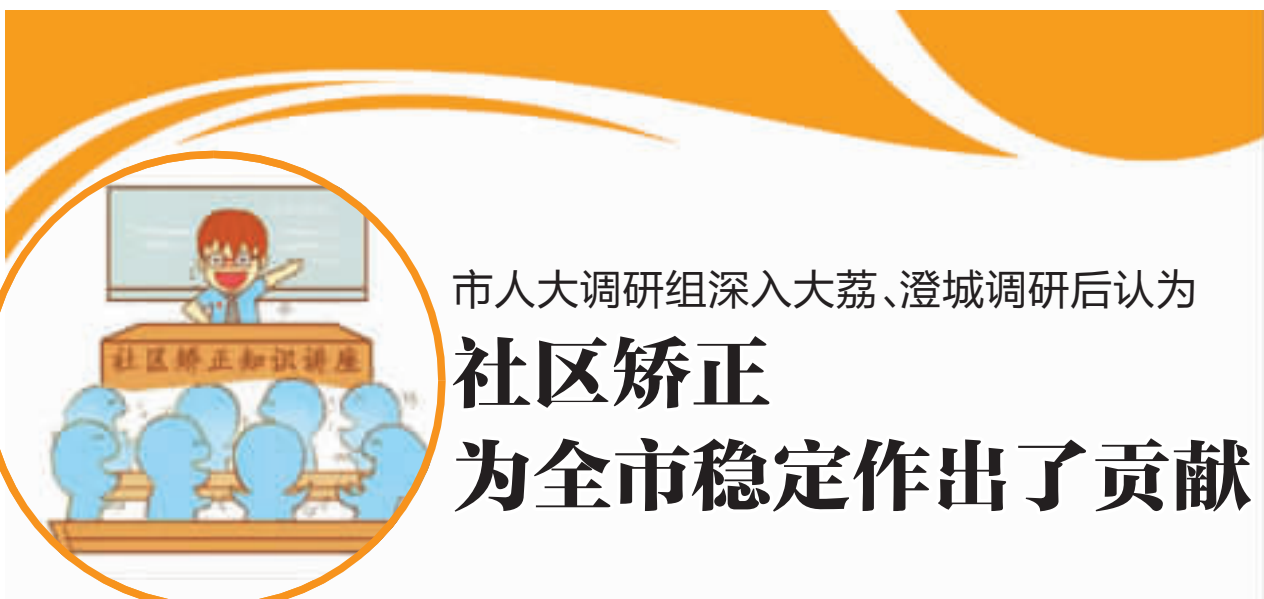 市人大调研组深入大荔、澄城调研后认为
社区矫正
为全市稳定作出了贡献
社区矫正知识讲座